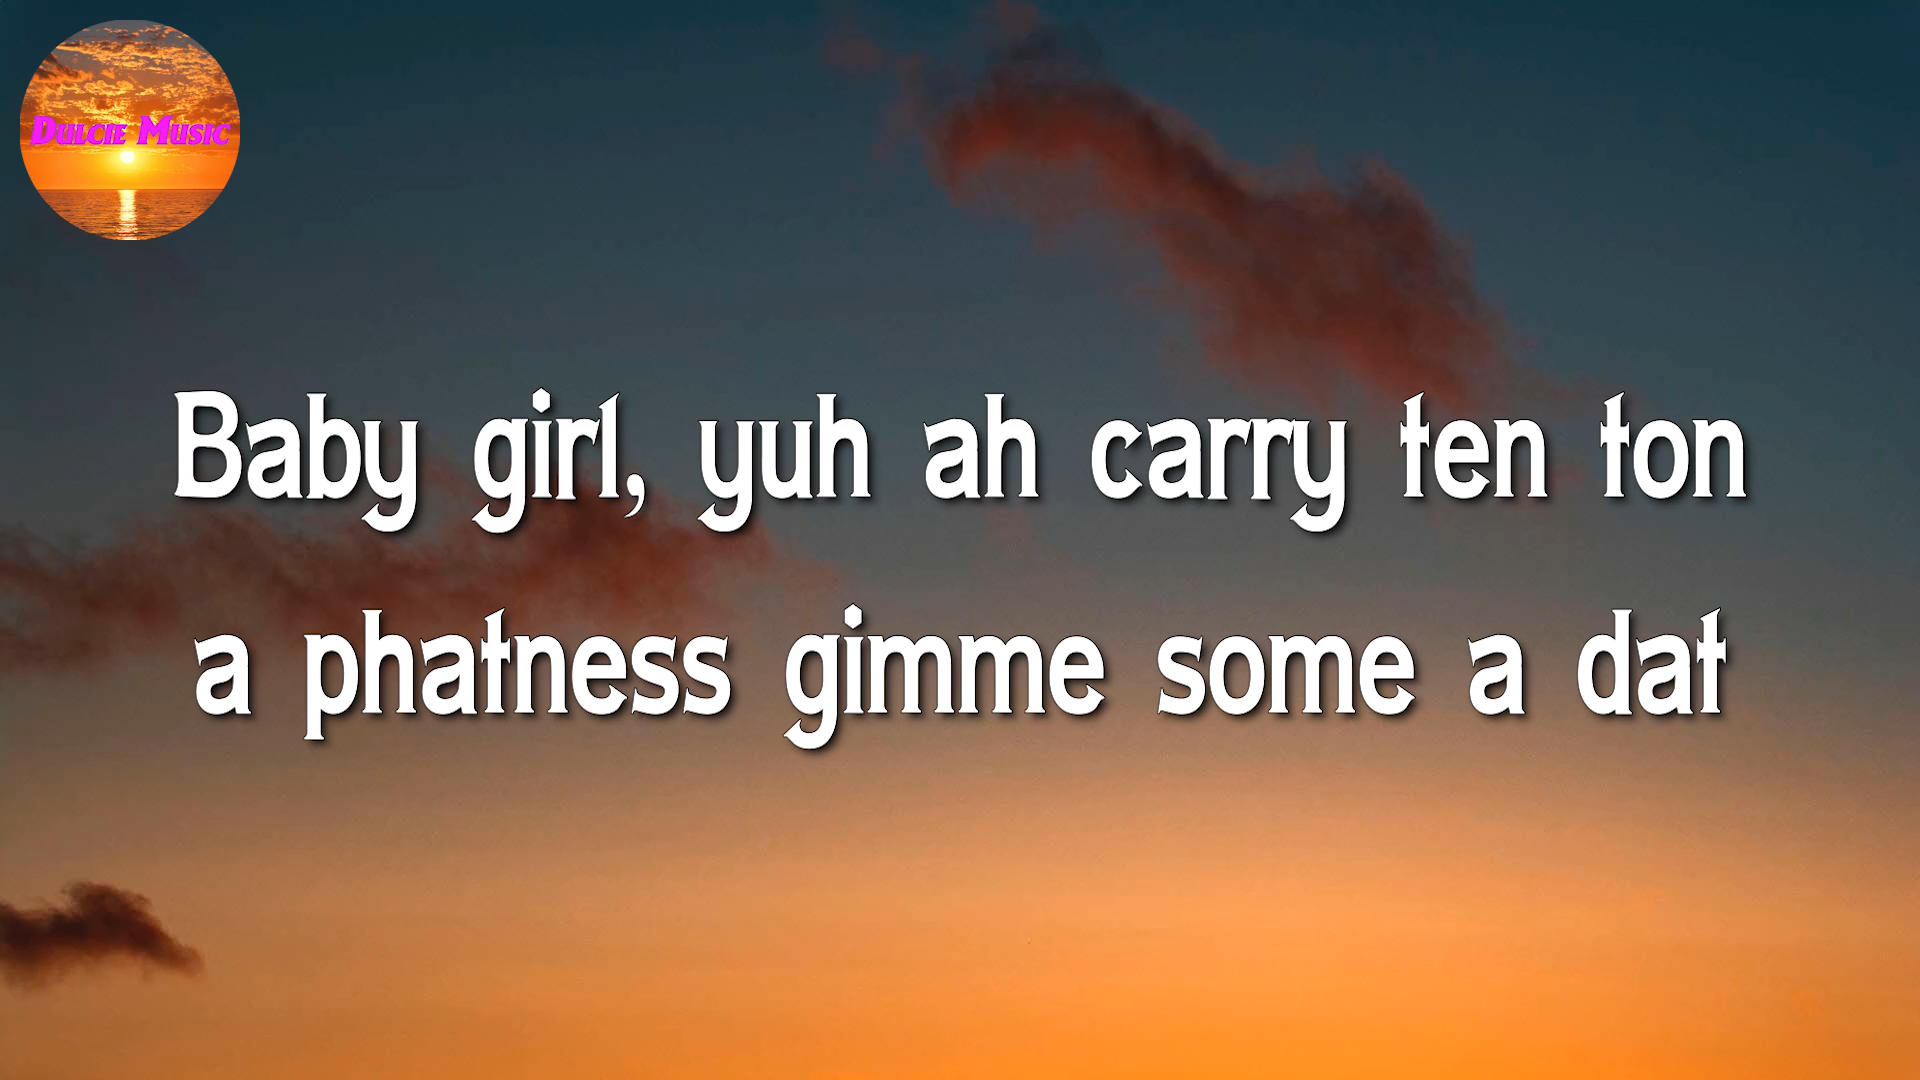 Dulcie Music
Baby girl, yuh ah carry ten ton
a phatness gimme some a dat